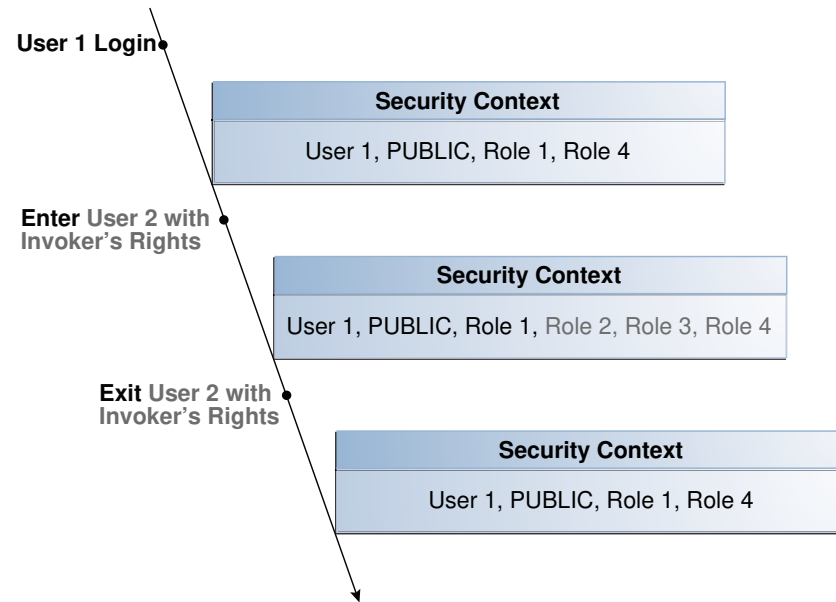 User 1 Login
Security Context
User 1, PUBLIC, Role 1, Role 4
Enter User 2 with
Invoker's Rights
Security Context
User 1, PUBLIC, Role 1, Role 2, Role 3, Role 4
Exit User 2 with
Invoker's Rights
Security Context
User 1, PUBLIC, Role 1, Role 4